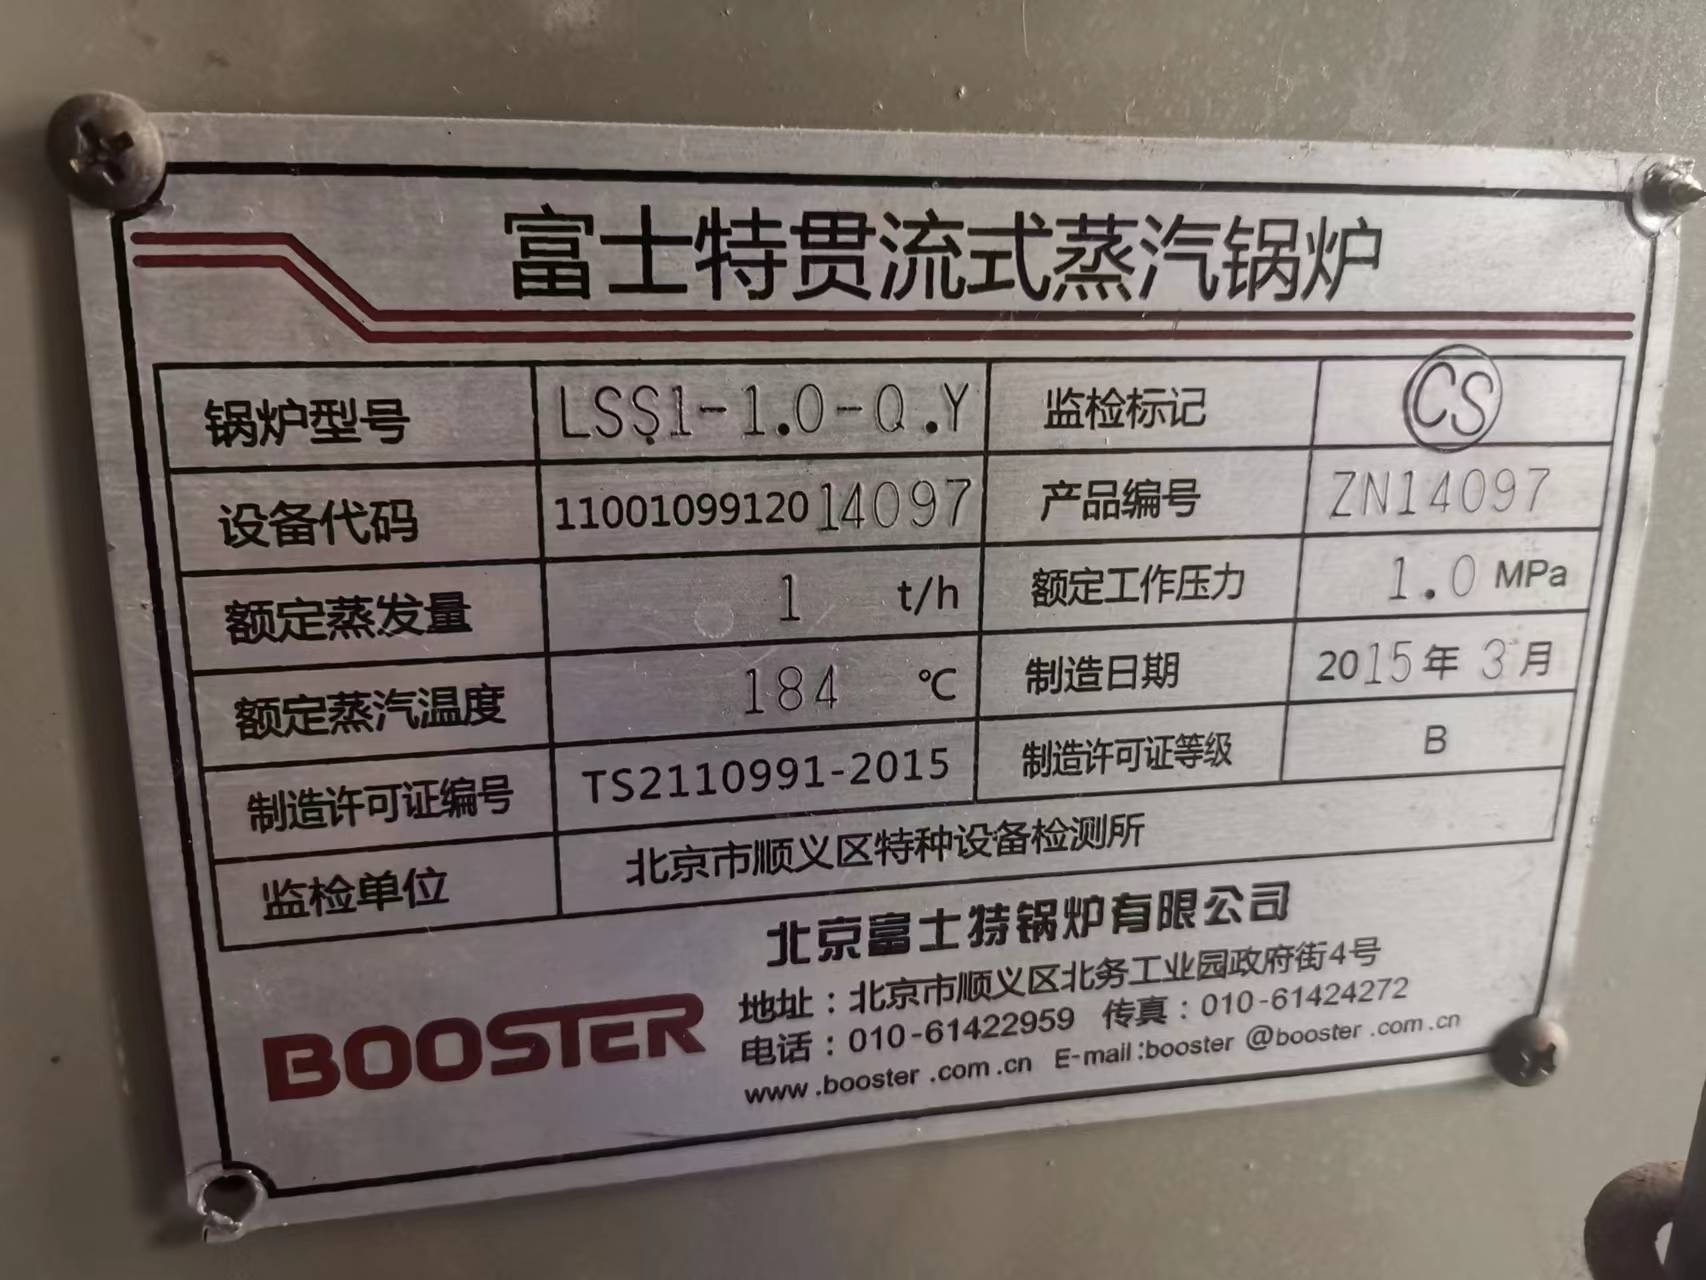 富士特贯流式蒸汽锅炉
锅炉型号 LSS1-1.0-Q.Y 监检标记 CS
设备代码 11001099120 14097 产品编号 ZN14097
额定蒸发量 1 t/h 额定工作压力 1.0 MPa
额定蒸汽温度 184 ℃ 制造日期 2015年 3月
制造许可证编号 TS2110991-2015 制造许可证等级 B
监检单位 北京市顺义区特种设备检测所
北京富士特锅炉有限公司
BOOSTER
地址：北京市顺义区北务工业园政府街4号
电话：010-61422959 传真：010-61424272
www.booster.com.cn E-mail:booster@booster.com.cn